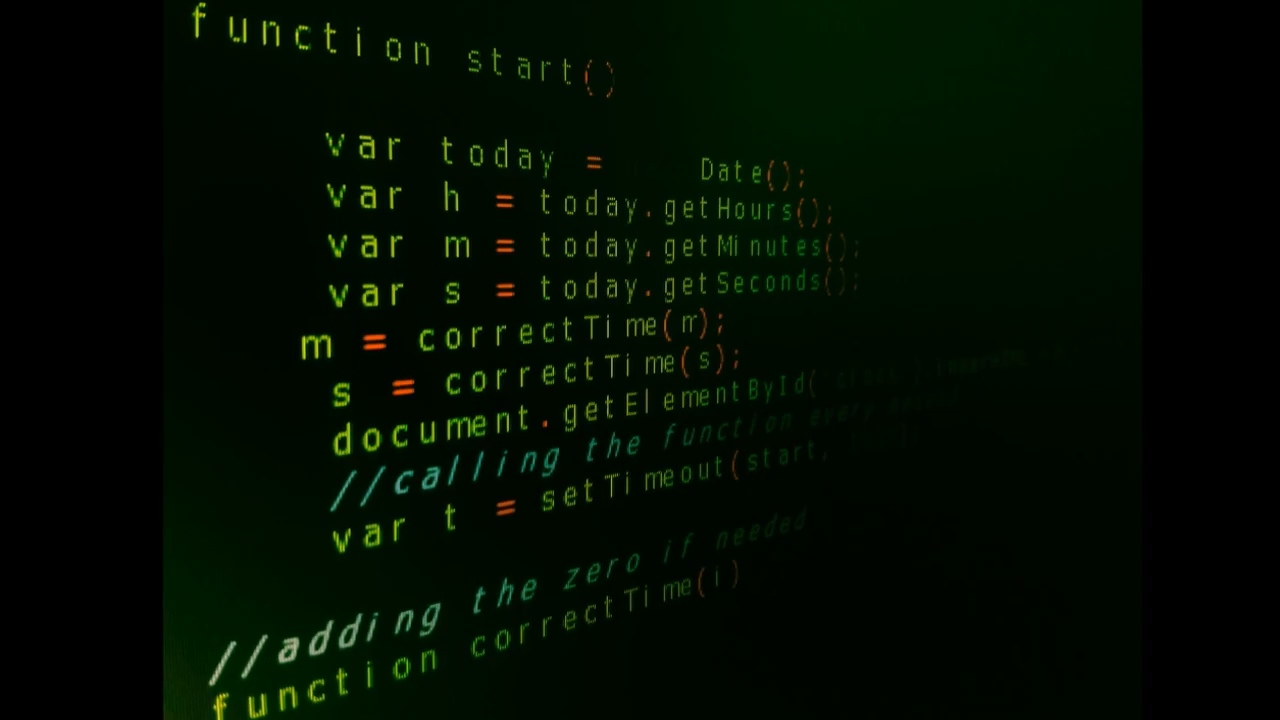 function start()
var today = Date();
var h = today.getHours();
var m = today.getMinutes();
var s = today.getSeconds();
m = correctTime(m);
s = correctTime(s);
document.getElementById(
//calling the function every
var t = setTimeout(start,
//adding the zero if needed
function correctTime(i)